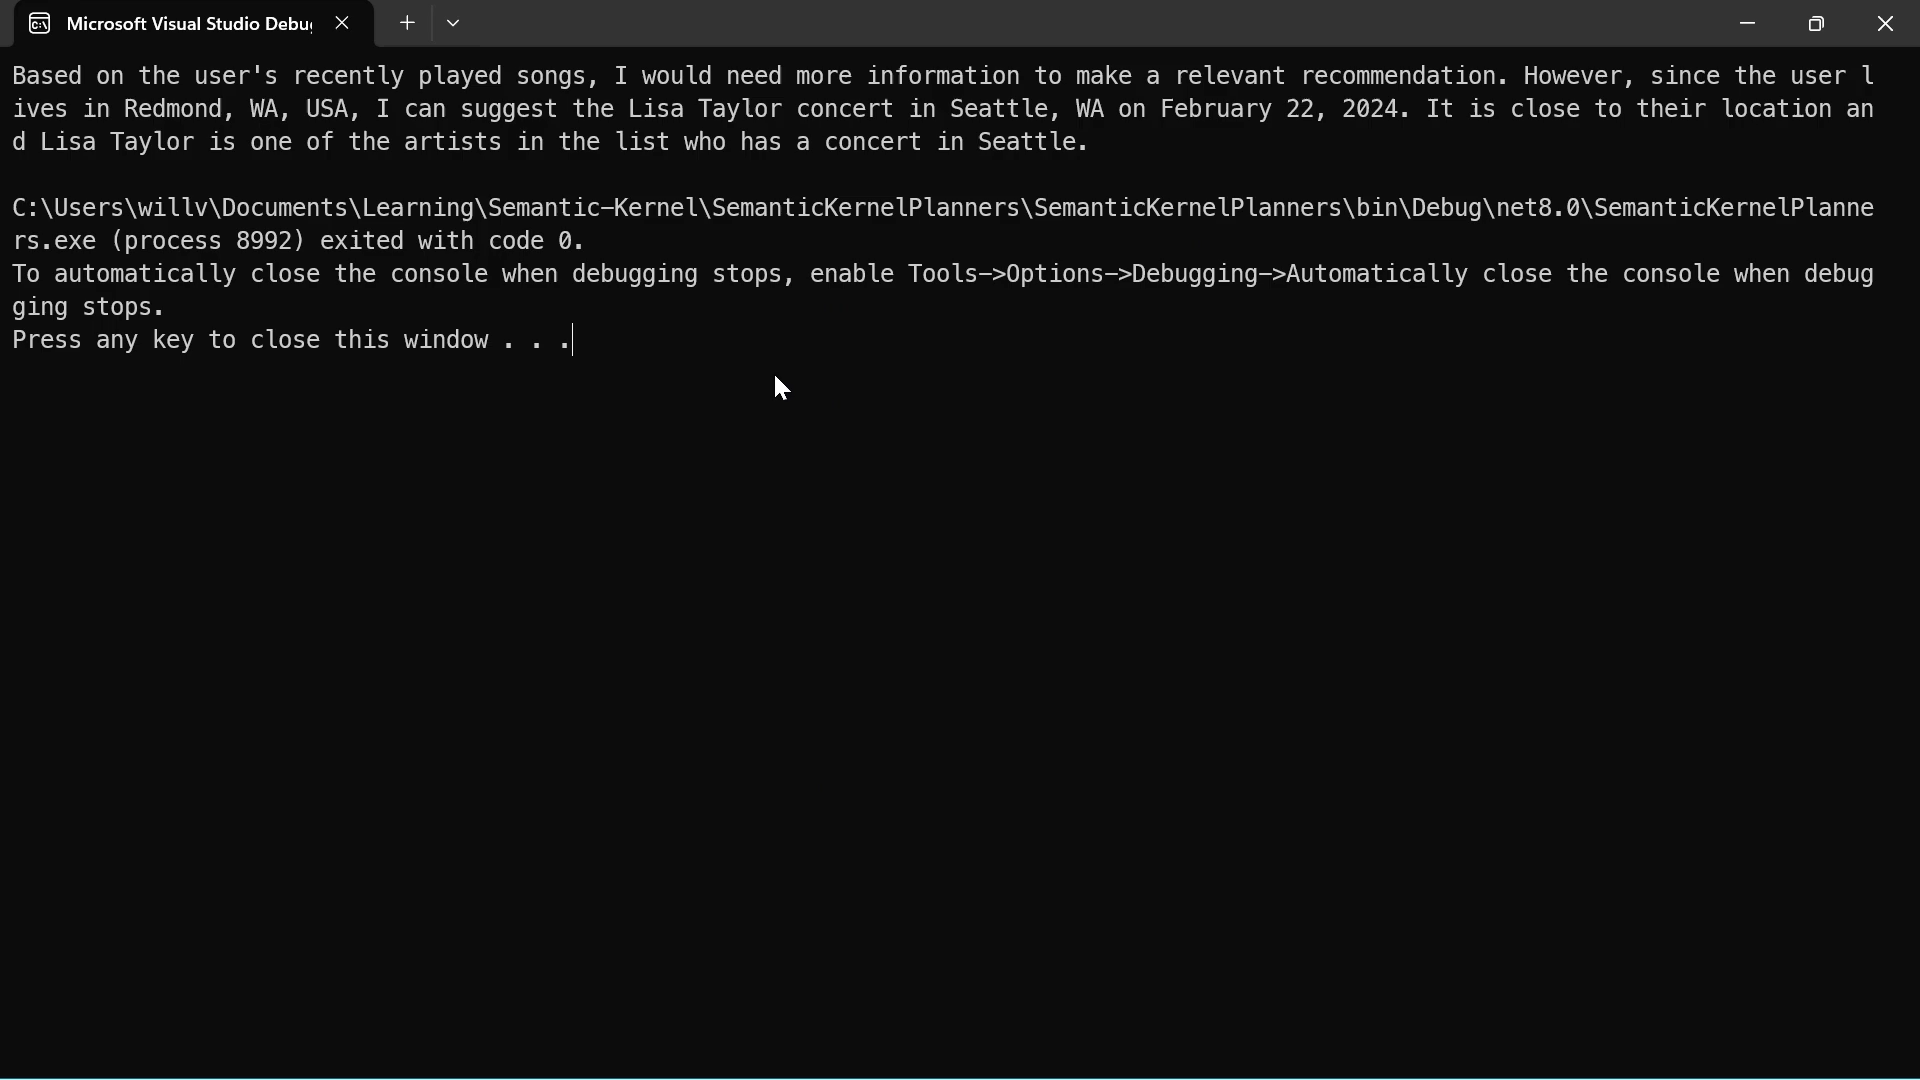 Microsoft Visual Studio Debu
Based on the user's recently played songs, I would need more information to make a relevant recommendation. However, since the user l
ives in Redmond, WA, USA, I can suggest the Lisa Taylor concert in Seattle, WA on February 22, 2024. It is close to their location an
d Lisa Taylor is one of the artists in the list who has a concert in Seattle.
C:\Users\willv\Documents\Learning\Semantic-Kernel\SemanticKernelPlanners\SemanticKernelPlanners\bin\Debug\net8.0\SemanticKernelPlanne
rs.exe (process 8992) exited with code 0.
To automatically close the console when debugging stops, enable Tools->Options->Debugging->Automatically close the console when debug
ging stops.
Press any key to close this window . . .